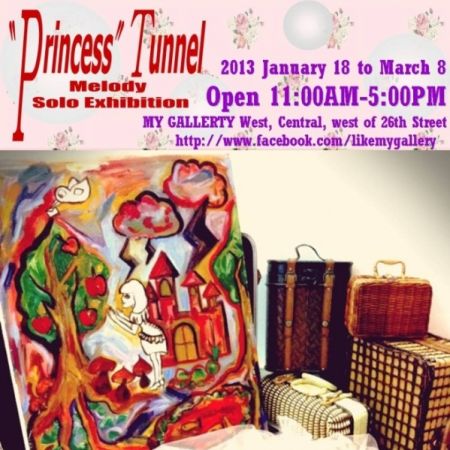 "Princess" Tunnel
Melody
Solo Exhibition
2013 January 18 to March 8
Open 11:00AM-5:00PM
MY GALLERTY West, Central, west of 26th Street
http://www.facebook.com/likemygallery